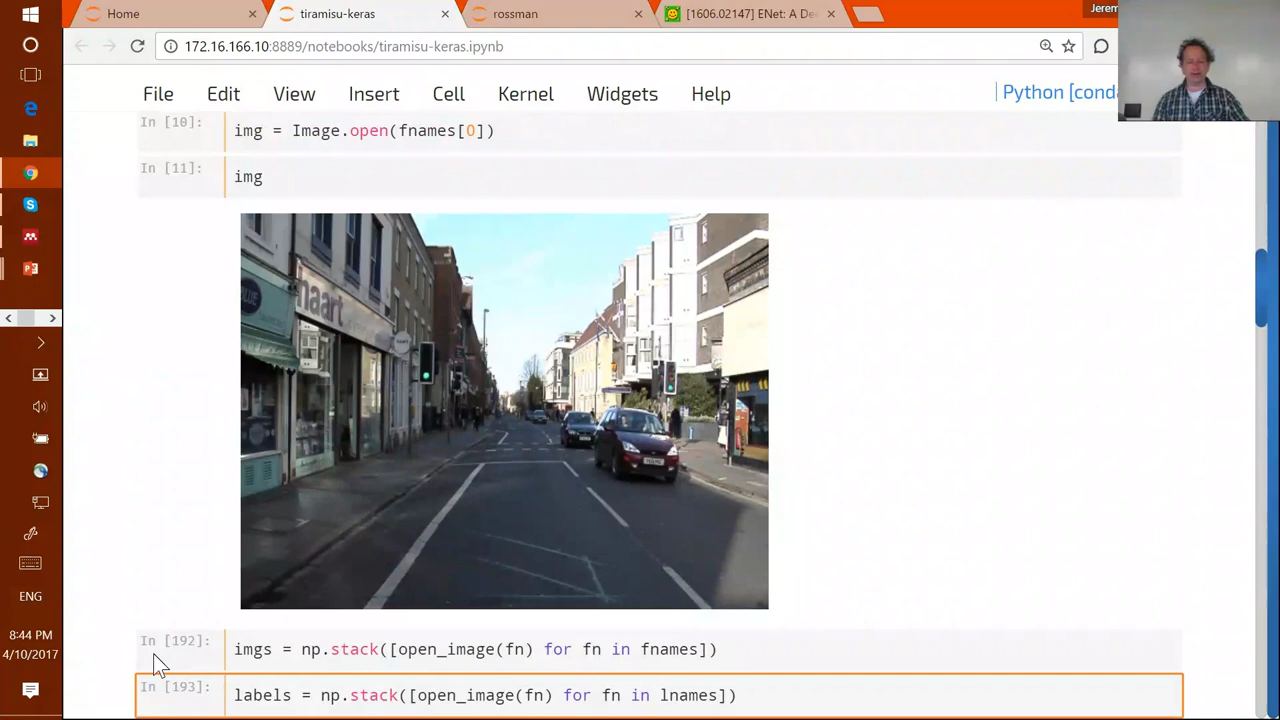 Home
tiramisu-keras
rossman
[1606.02147] ENet: A De
Jerem
172.16.166.10:8889/notebooks/tiramisu-keras.ipynb
File Edit View Insert Cell Kernel Widgets Help
Python [conda
In [10]: img = Image.open(fnames[0])
In [11]: img
haart
In [192]: imgs = np.stack([open_image(fn) for fn in fnames])
In [193]: labels = np.stack([open_image(fn) for fn in lnames])
ENG
8:44 PM
4/10/2017